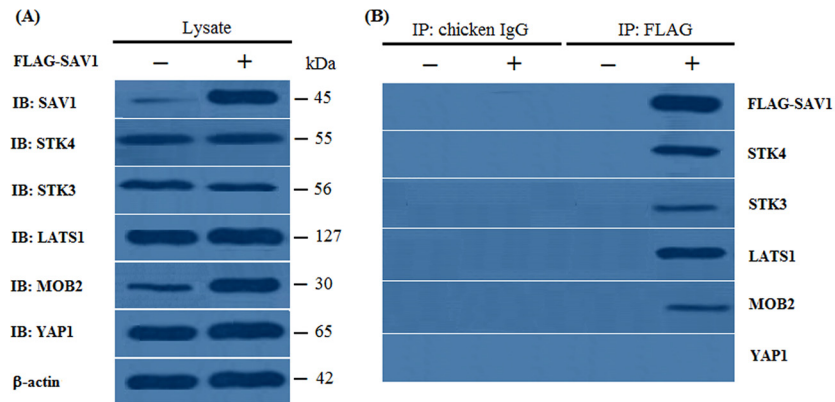 (A)
Lysate
FLAG-SAV1 − + kDa
IB: SAV1 − 45
IB: STK4 − 55
IB: STK3 − 56
IB: LATS1 − 127
IB: MOB2 − 30
IB: YAP1 − 65
β-actin − 42
(B)
IP: chicken IgG IP: FLAG
− + − +
FLAG-SAV1
STK4
STK3
LATS1
MOB2
YAP1